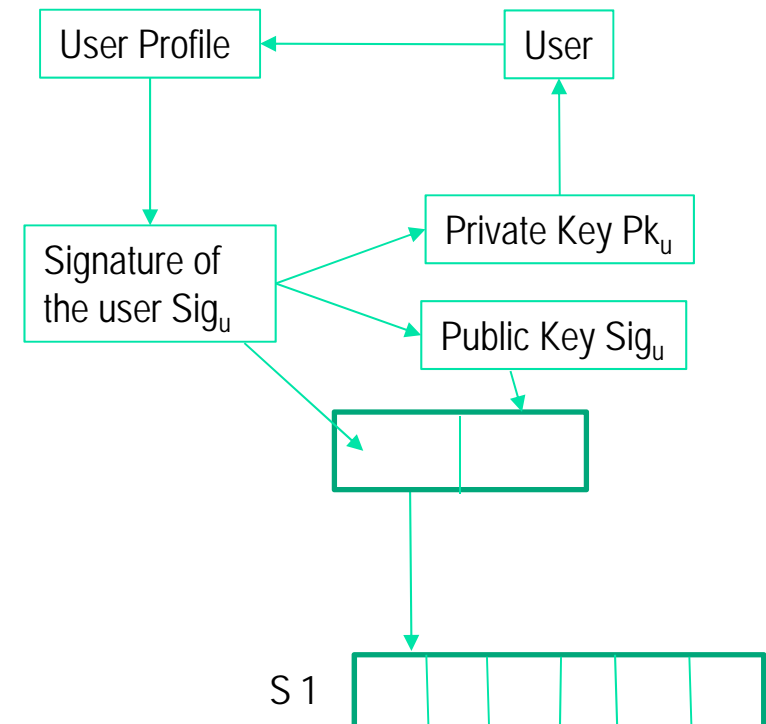 User Profile
User
Private Key Pkᵤ
Signature of
the user Sigᵤ
Public Key Sigᵤ
S 1